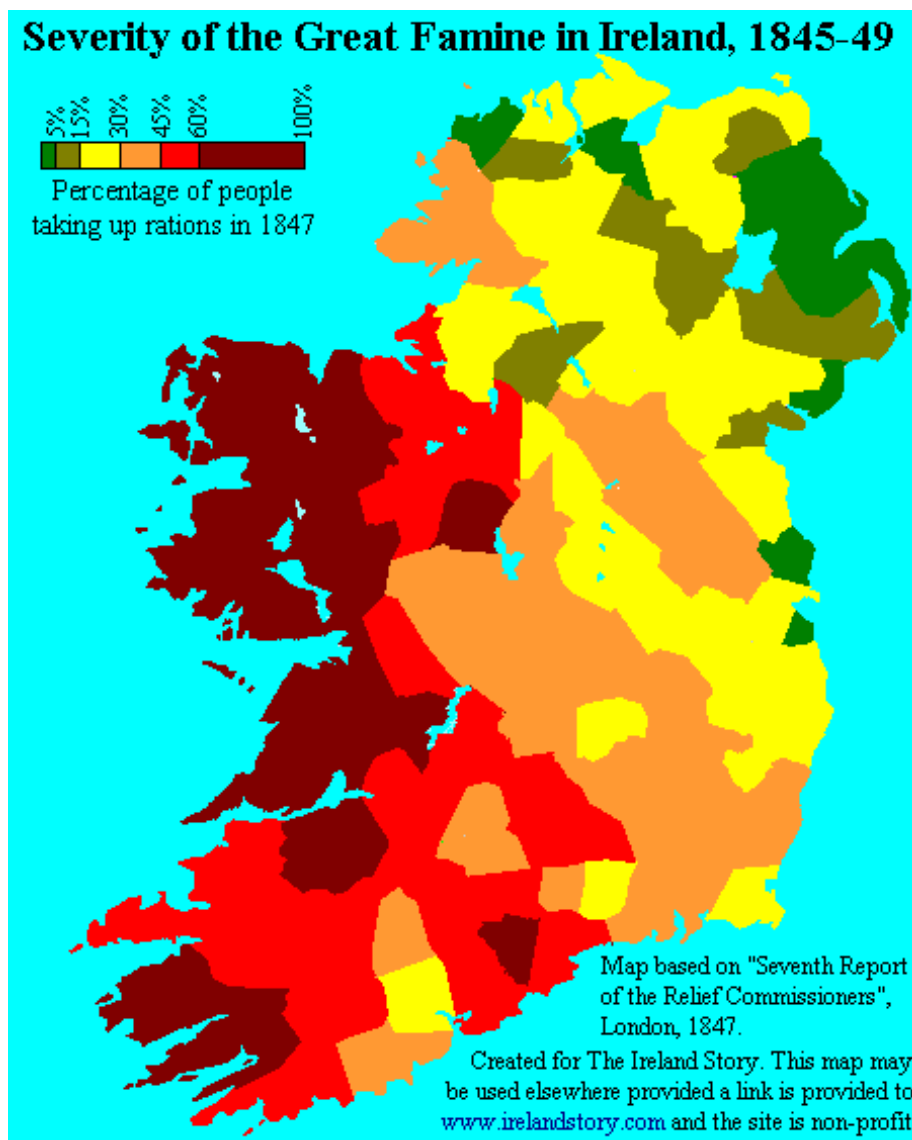 Severity of the Great Famine in Ireland, 1845-49
5%
15%
30%
45%
60%
100%
Percentage of people
taking up rations in 1847
Map based on "Seventh Report
of the Relief Commissioners",
London, 1847.
Created for The Ireland Story. This map may
be used elsewhere provided a link is provided to
www.irelandstory.com and the site is non-profit